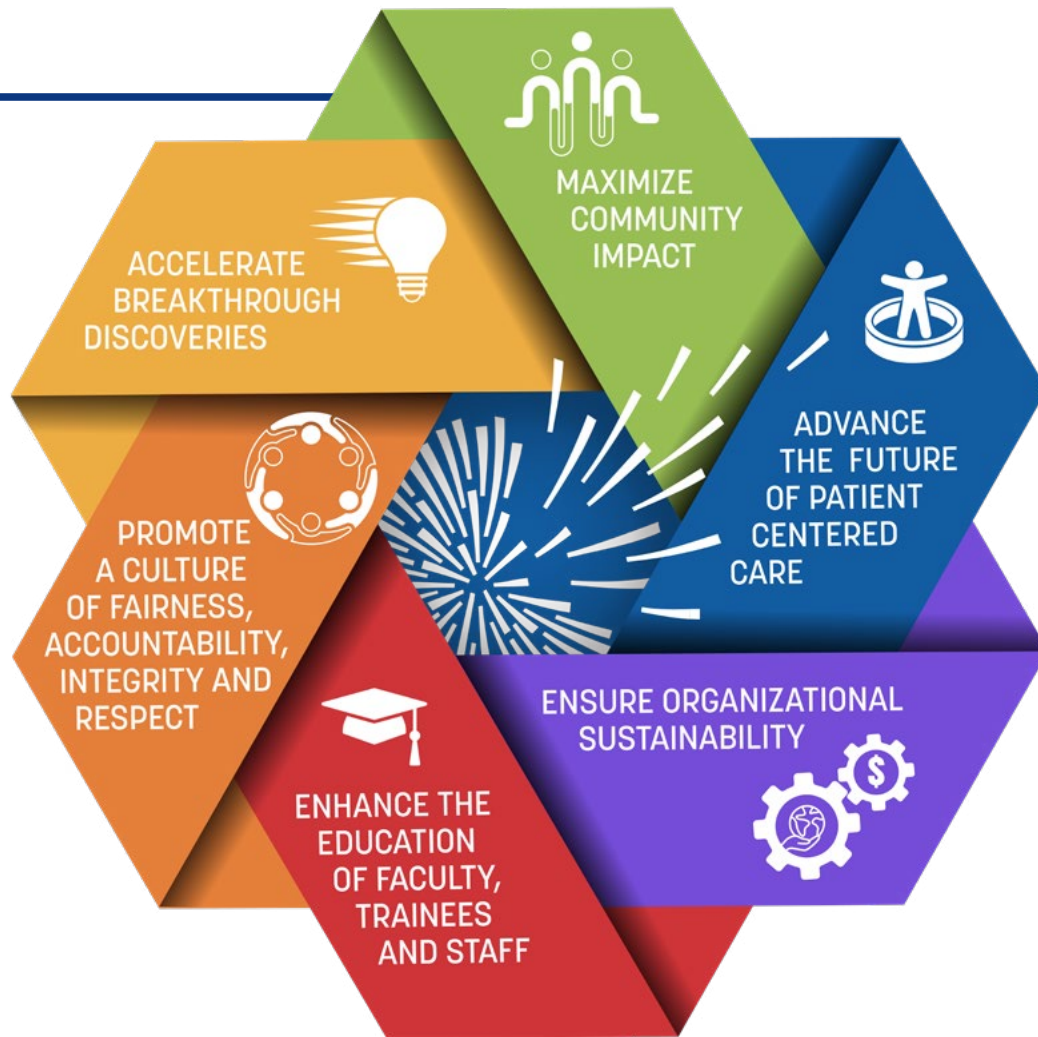 MAXIMIZE
COMMUNITY
IMPACT
ADVANCE
THE FUTURE
OF PATIENT
CENTERED
CARE
ENSURE ORGANIZATIONAL
SUSTAINABILITY
$
ENHANCE THE
EDUCATION
OF FACULTY,
TRAINEES
AND STAFF
PROMOTE
A CULTURE
OF FAIRNESS,
ACCOUNTABILITY,
INTEGRITY AND
RESPECT
ACCELERATE
BREAKTHROUGH
DISCOVERIES